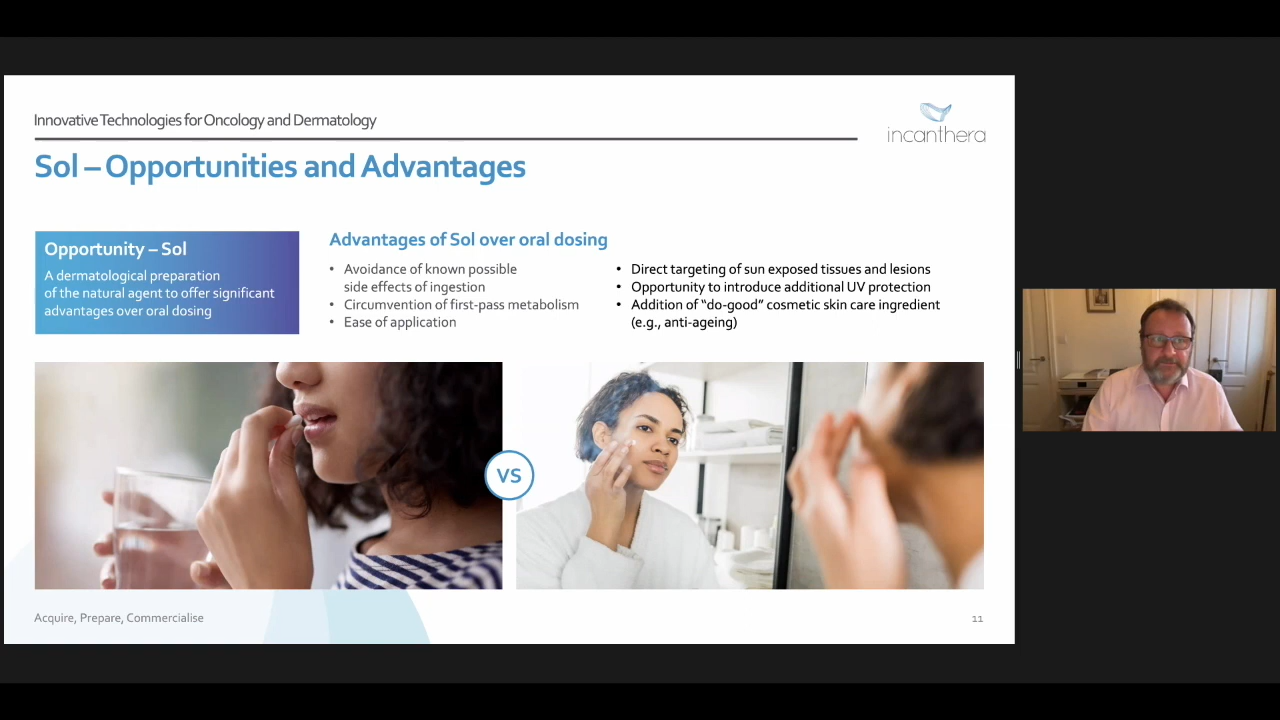 Innovative Technologies for Oncology and Dermatology
incanthera
Sol – Opportunities and Advantages
Opportunity – Sol
A dermatological preparation
of the natural agent to offer significant
advantages over oral dosing
Advantages of Sol over oral dosing
• Avoidance of known possible
side effects of ingestion
• Circumvention of first-pass metabolism
• Ease of application
• Direct targeting of sun exposed tissues and lesions
• Opportunity to introduce additional UV protection
• Addition of “do-good” cosmetic skin care ingredient
(e.g., anti-ageing)
VS
Acquire, Prepare, Commercialise
11